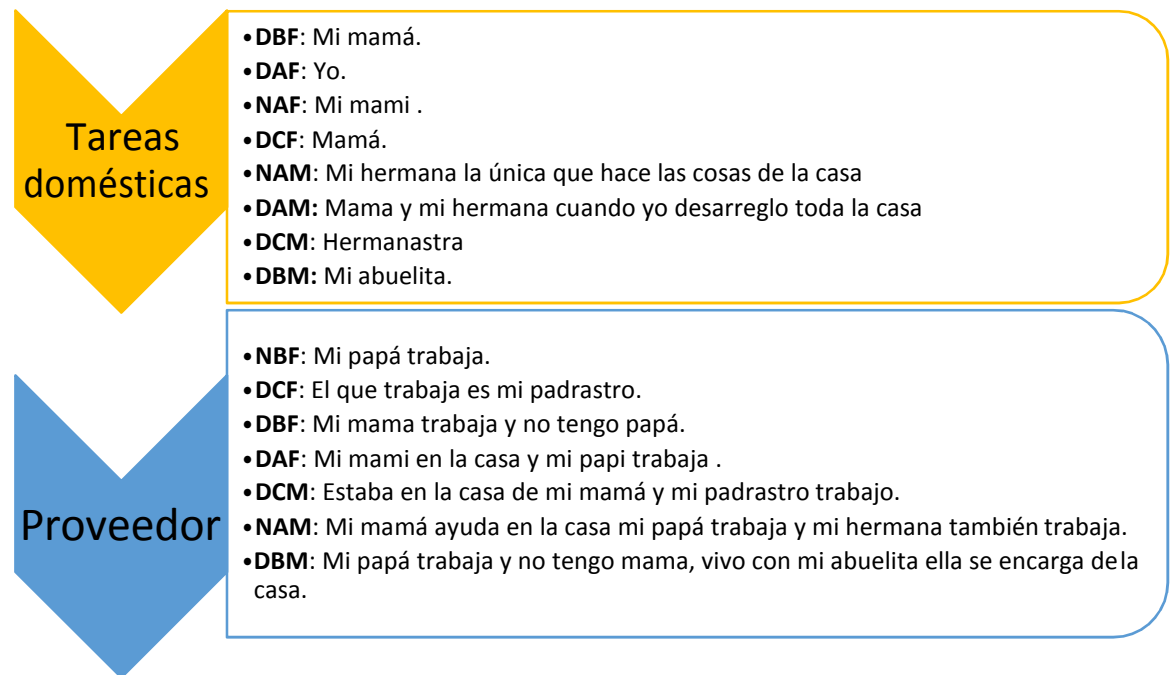 Tareas
domésticas
•DBF: Mi mamá.
•DAF: Yo.
•NAF: Mi mami .
•DCF: Mamá.
•NAM: Mi hermana la única que hace las cosas de la casa
•DAM: Mama y mi hermana cuando yo desarreglo toda la casa
•DCM: Hermanastra
•DBM: Mi abuelita.
Proveedor
•NBF: Mi papá trabaja.
•DCF: El que trabaja es mi padrastro.
•DBF: Mi mama trabaja y no tengo papá.
•DAF: Mi mami en la casa y mi papi trabaja .
•DCM: Estaba en la casa de mi mamá y mi padrastro trabajo.
•NAM: Mi mamá ayuda en la casa mi papá trabaja y mi hermana también trabaja.
•DBM: Mi papá trabaja y no tengo mama, vivo con mi abuelita ella se encarga dela
casa.